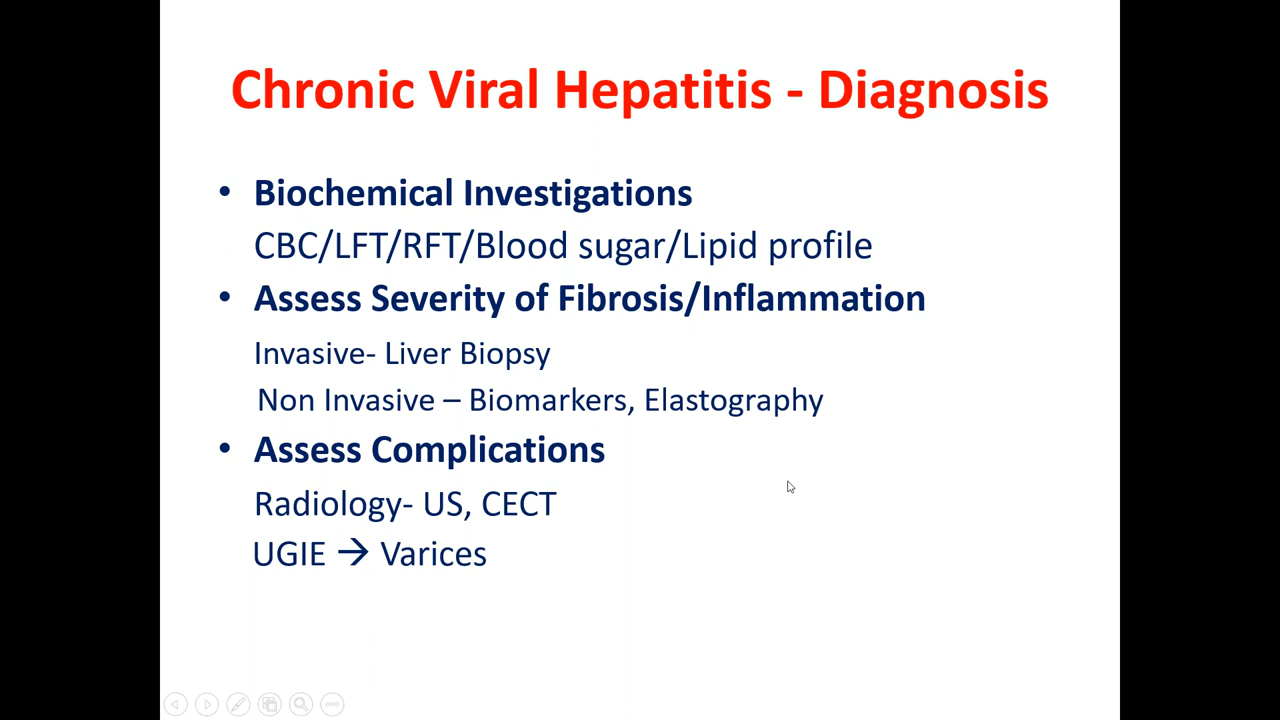 Chronic Viral Hepatitis - Diagnosis
• Biochemical Investigations
CBC/LFT/RFT/Blood sugar/Lipid profile
• Assess Severity of Fibrosis/Inflammation
Invasive- Liver Biopsy
Non Invasive – Biomarkers, Elastography
• Assess Complications
Radiology- US, CECT
UGIE → Varices